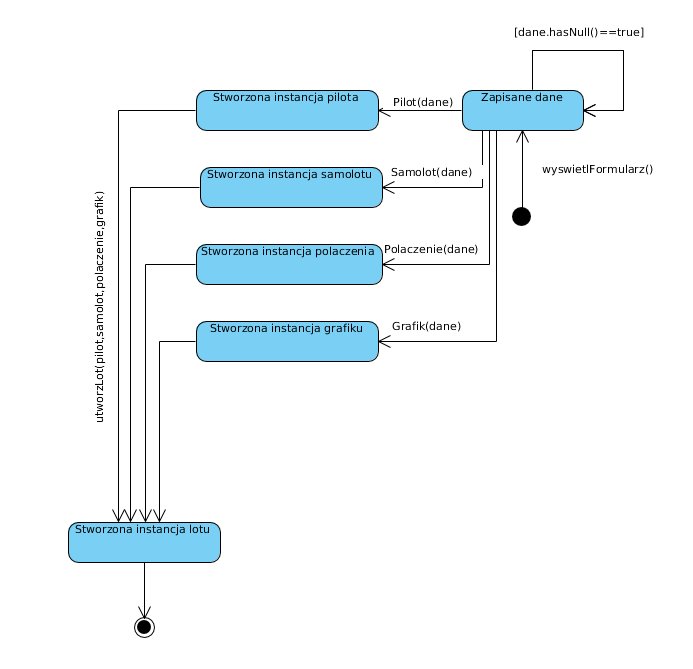 [dane.hasNull()==true]
Stworzona instancja pilota
Pilot(dane)
Zapisane dane
Stworzona instancja samolotu
Samolot(dane)
wyswietlFormularz()
Stworzona instancja polaczenia
Polaczenie(dane)
Stworzona instancja grafiku
Grafik(dane)
utworzLot(pilot,samolot,polaczenie,grafik)
Stworzona instancja lotu